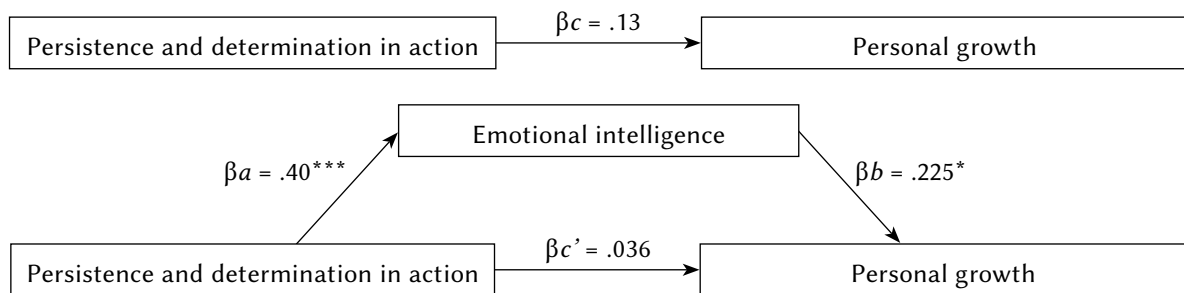 βc = .13
Persistence and determination in action
Personal growth
Emotional intelligence
βa = .40***
βb = .225*
βc’ = .036
Persistence and determination in action
Personal growth